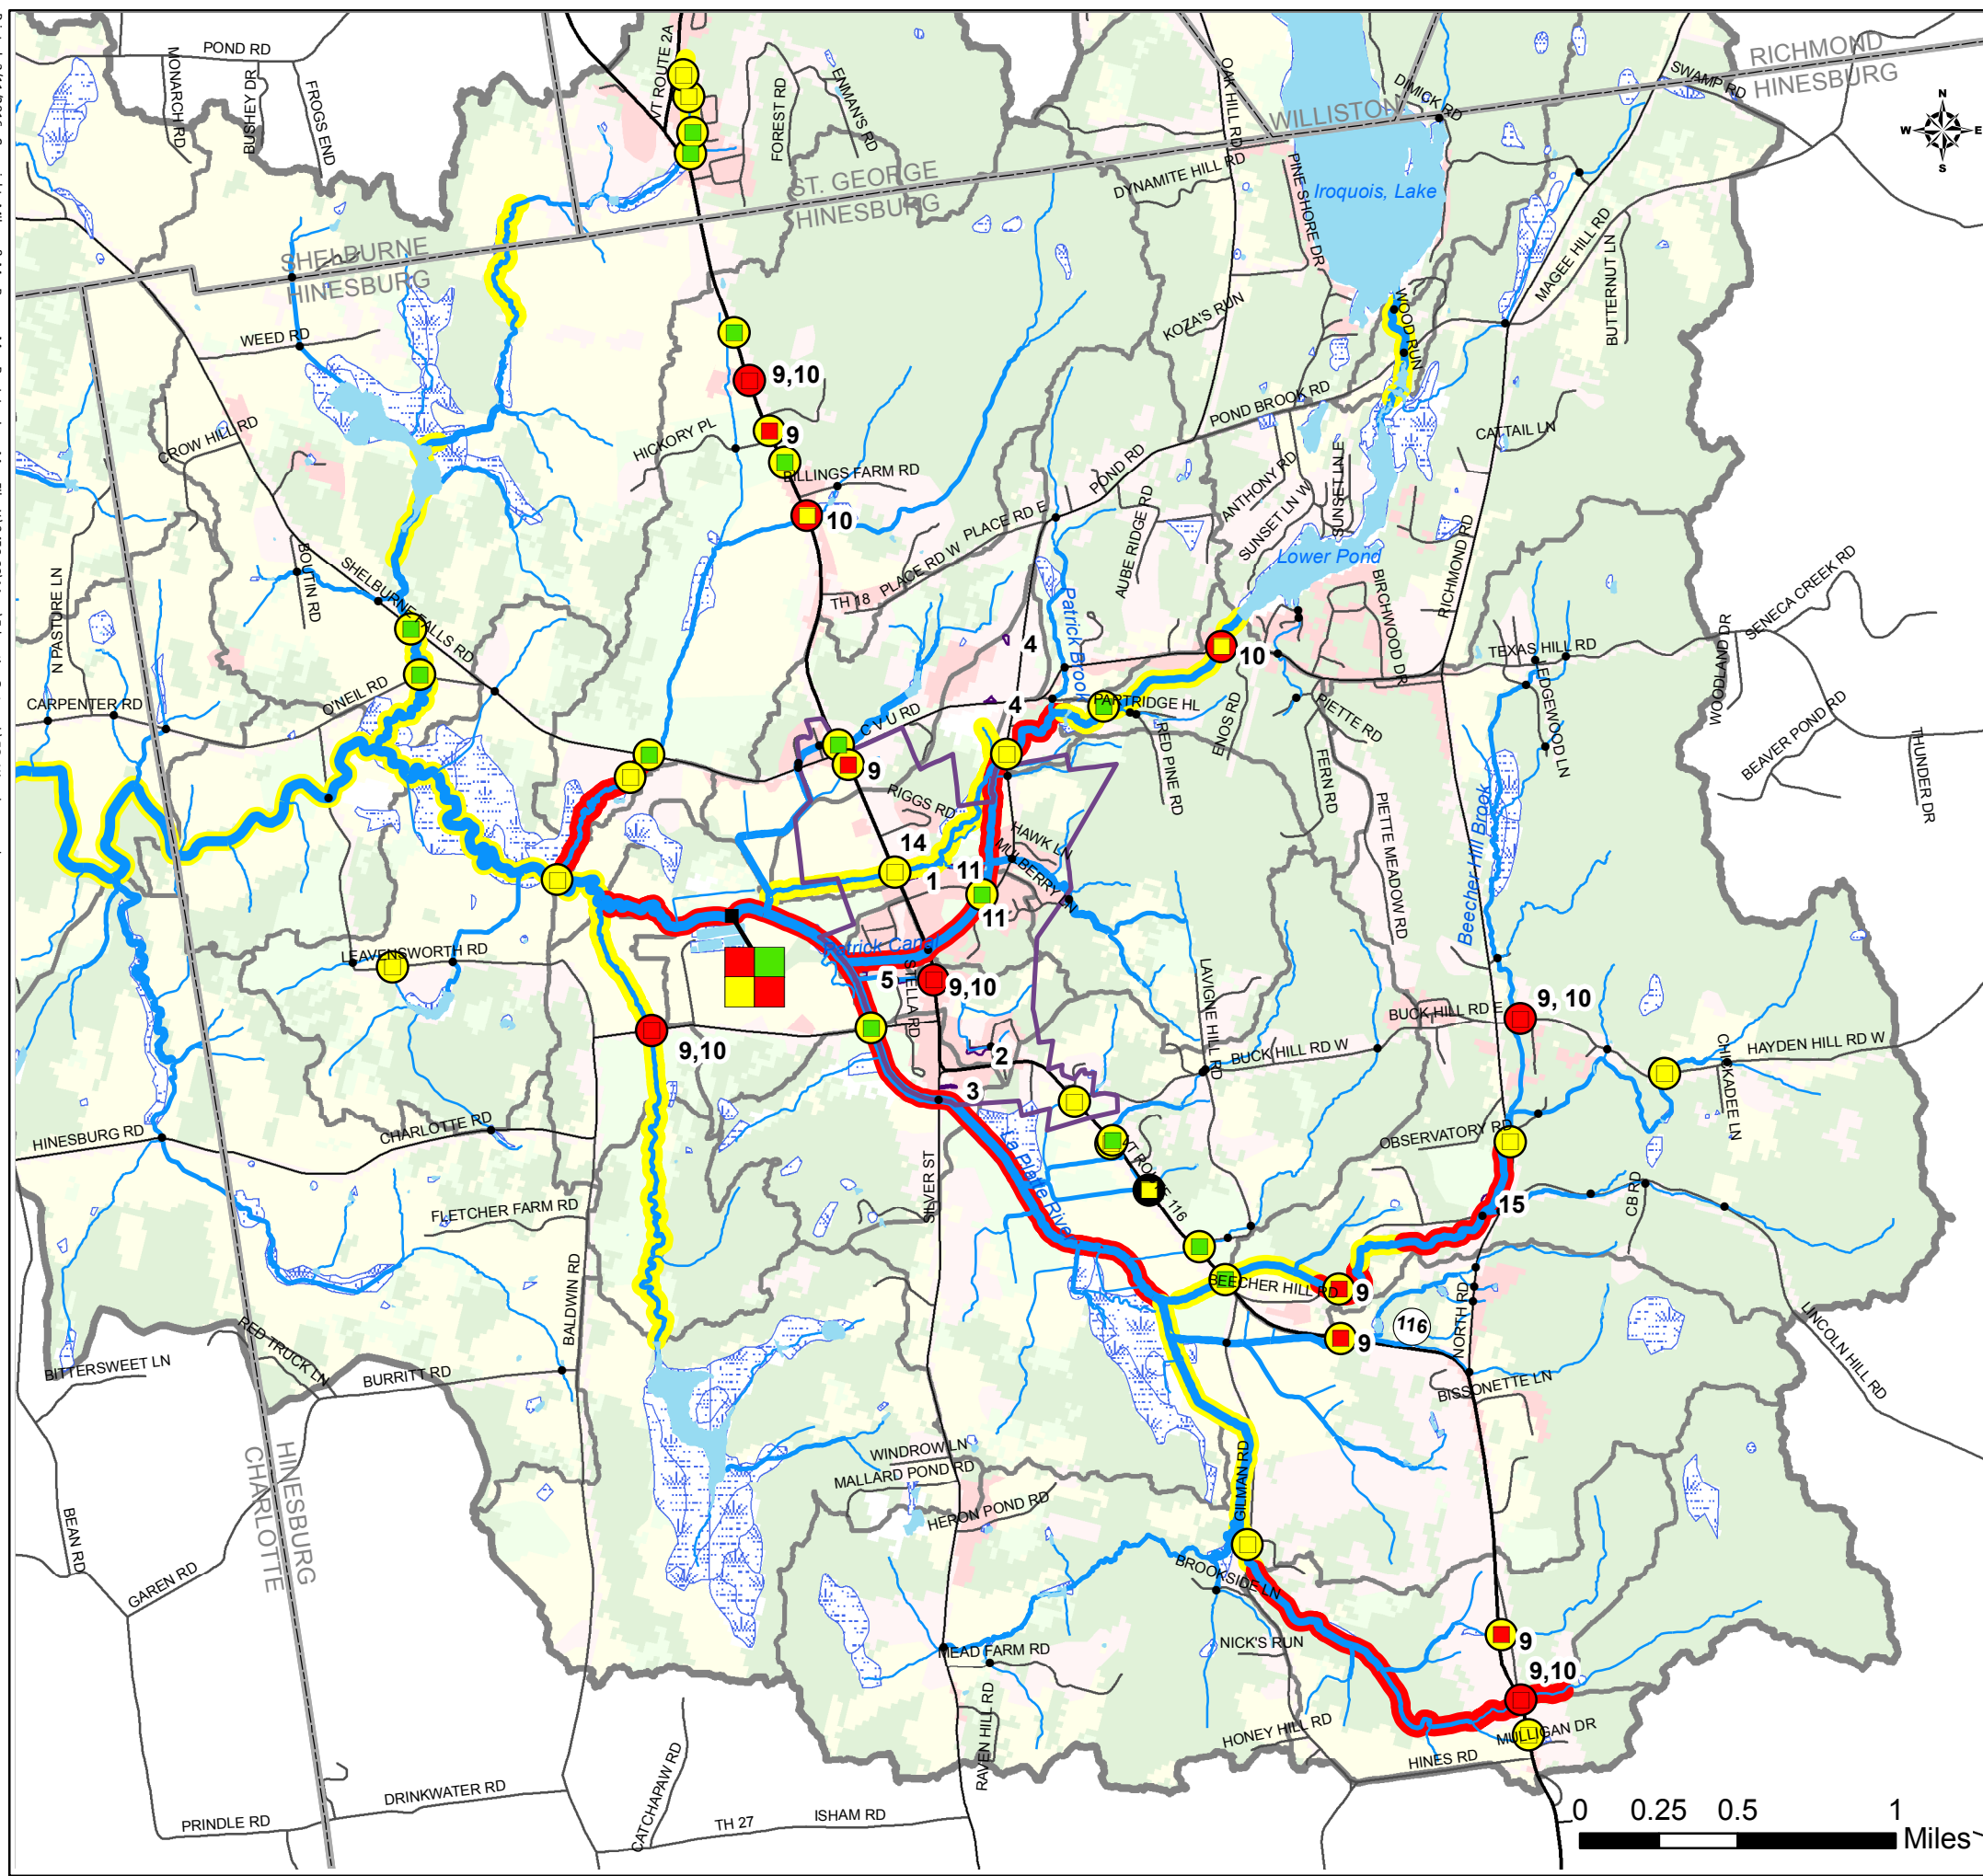 POND RD
MONARCH RD
BUSHEY DR
FROGS END
VT ROUTE 2A
FOREST RD
ENMAN'S RD
OAK HILL RD
DIMICK RD
SWAMP RD
RICHMOND
HINESBURG
WILLISTON
N
W
E
S
ST. GEORGE
HINESBURG
DYNAMITE HILL RD
PINE SHORE DR
Iroquois, Lake
MAGEE HILL RD
BUTTERNUT LN
SHELBURNE
HINESBURG
WEED RD
KOZA'S RUN
WOOD RUN
9,10
POND BROOK RD
CROW HILL RD
HICKORY PL
9
CATTAIL LN
BILLINGS FARM RD
POND RD
ANTHONY RD
SUNSET LN E
SUNSET LN W
10
PLACE RD E
PLACE RD W
AUBE RIDGE RD
Lower Pond
RICHMOND RD
BOUTIN RD
SHELBURNE FALLS RD
N PASTURE LN
TH 18
Patrick Brook
BIRCHWOOD DR
SENECA CREEK RD
4
10
TEXAS HILL RD
WOODLAND DR
EDGEWOOD LN
CARPENTER RD
O'NEIL RD
C V U RD
4
PARTRIDGE HL
ENOS RD
PIETTE RD
RED PINE RD
FERN RD
BEAVER POND RD
THUNDER DR
9
RIGGS RD
HAWK LN
MULBERRY LN
PIETTE MEADOW RD
Beecher Hill Brook
14
1
11
11
LEAVENSWORTH RD
Patrick Canal
STELLA RD
5
9,10
LAVIGNE HILL RD
9, 10
BUCK HILL RD E
BUCK HILL RD W
HAYDEN HILL RD W
CHICKADEE LN
9,10
2
3
HINESBURG RD
CHARLOTTE RD
OBSERVATORY RD
VT ROUTE 116
La Platte River
SILVER ST
FLETCHER FARM RD
BALDWIN RD
15
CB RD
BEECHER HILL RD
9
9
116
NORTH RD
LINCOLN HILL RD
RED TRUCK LN
BITTERSWEET LN
BURRITT RD
BISSONETTE LN
HINESBURG
CHARLOTTE
WINDROW LN
MALLARD POND RD
HERON POND RD
GILMAN RD
BEAN RD
GAREN RD
BROOKSIDE LN
NICK'S RUN
MEAD FARM RD
9
9,10
RAVEN HILL RD
HONEY HILL RD
MULLIGAN DR
HINES RD
CATCHAPAW RD
DRINKWATER RD
PRINDLE RD
TH 27
ISHAM RD
0
0.25
0.5
1
Miles